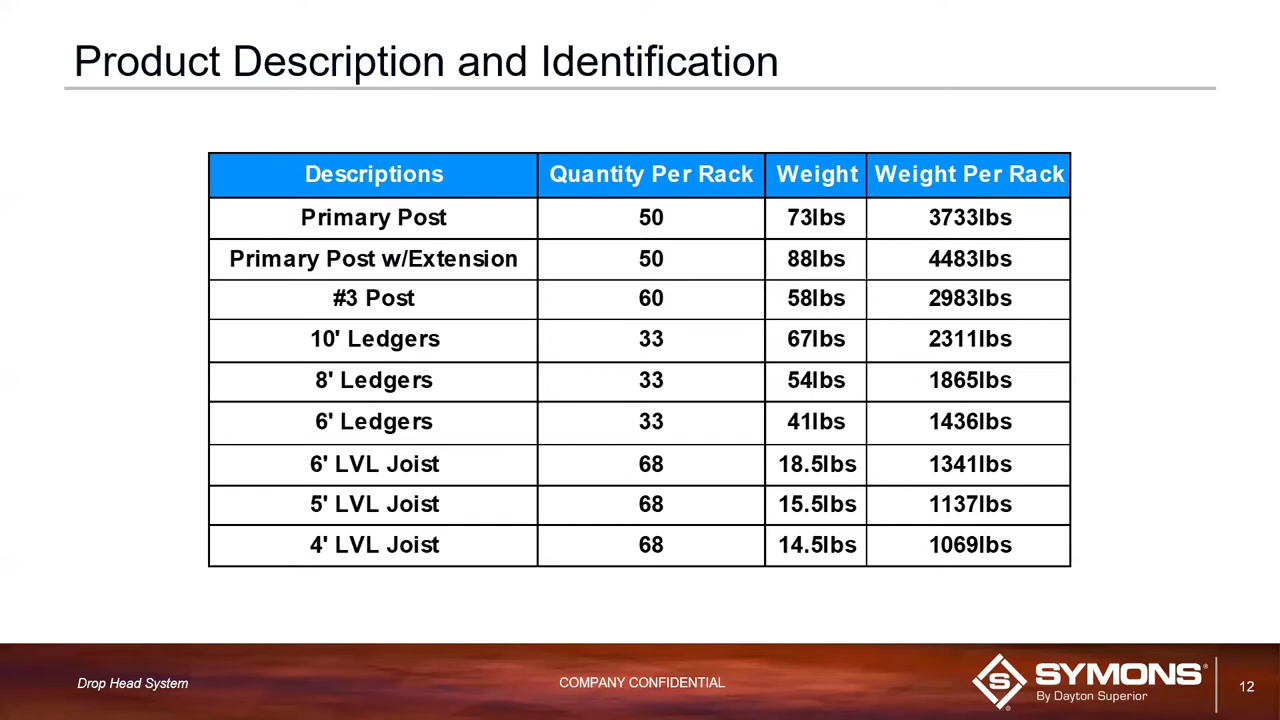 Product Description and Identification
Descriptions Quantity Per Rack Weight Weight Per Rack
Primary Post 50 73lbs 3733lbs
Primary Post w/Extension 50 88lbs 4483lbs
#3 Post 60 58lbs 2983lbs
10' Ledgers 33 67lbs 2311lbs
8' Ledgers 33 54lbs 1865lbs
6' Ledgers 33 41lbs 1436lbs
6' LVL Joist 68 18.5lbs 1341lbs
5' LVL Joist 68 15.5lbs 1137lbs
4' LVL Joist 68 14.5lbs 1069lbs
Drop Head System
COMPANY CONFIDENTIAL
S SYMONS®
By Dayton Superior
®
12